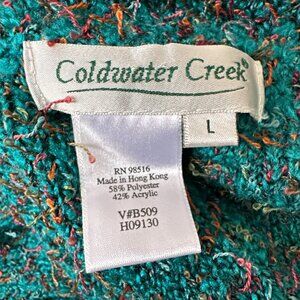 Coldwater Creek
L
RN 98516
Made in Hong Kong
58% Polyester
42% Acrylic
V#B509
H09130